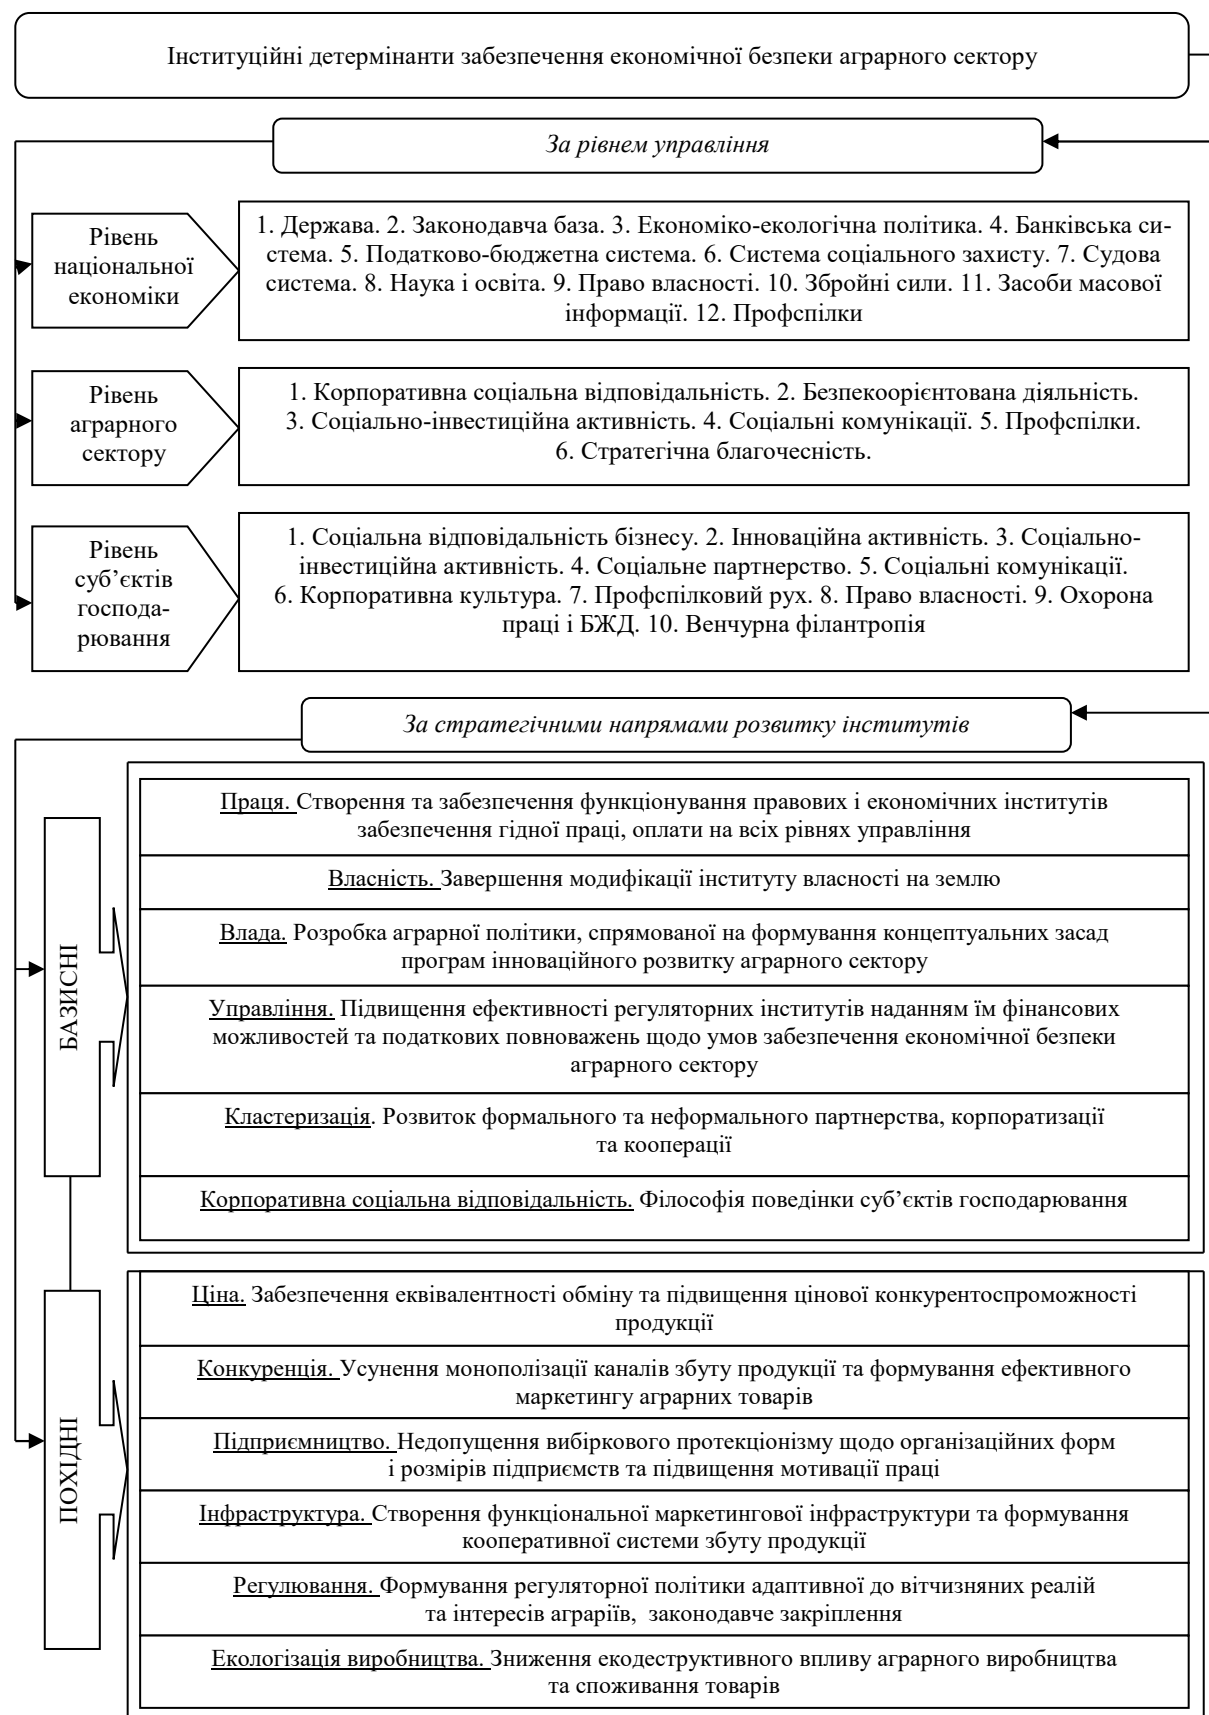 Інституційні детермінанти забезпечення економічної безпеки аграрного сектору
За рівнем управління
Рівень
національної
економіки
1. Держава. 2. Законодавча база. 3. Економіко-екологічна політика. 4. Банківська си-
стема. 5. Податково-бюджетна система. 6. Система соціального захисту. 7. Судова
система. 8. Наука і освіта. 9. Право власності. 10. Збройні сили. 11. Засоби масової
інформації. 12. Профспілки
Рівень
аграрного
сектору
1. Корпоративна соціальна відповідальність. 2. Безпекоорієнтована діяльність.
3. Соціально-інвестиційна активність. 4. Соціальні комунікації. 5. Профспілки.
6. Стратегічна благочесність.
Рівень
суб’єктів
господа-
рювання
1. Соціальна відповідальність бізнесу. 2. Інноваційна активність. 3. Соціально-
інвестиційна активність. 4. Соціальне партнерство. 5. Соціальні комунікації.
6. Корпоративна культура. 7. Профспілковий рух. 8. Право власності. 9. Охорона
праці і БЖД. 10. Венчурна філантропія
За стратегічними напрямами розвитку інститутів
БАЗИСНІ
Праця. Створення та забезпечення функціонування правових і економічних інститутів
забезпечення гідної праці, оплати на всіх рівнях управління
Власність. Завершення модифікації інституту власності на землю
Влада. Розробка аграрної політики, спрямованої на формування концептуальних засад
програм інноваційного розвитку аграрного сектору
Управління. Підвищення ефективності регуляторних інститутів наданням їм фінансових
можливостей та податкових повноважень щодо умов забезпечення економічної безпеки
аграрного сектору
Кластеризація. Розвиток формального та неформального партнерства, корпоратизації
та кооперації
Корпоративна соціальна відповідальність. Філософія поведінки суб’єктів господарювання
ПОХІДНІ
Ціна. Забезпечення еквівалентності обміну та підвищення цінової конкурентоспроможності
продукції
Конкуренція. Усунення монополізації каналів збуту продукції та формування ефективного
маркетингу аграрних товарів
Підприємництво. Недопущення вибіркового протекціонізму щодо організаційних форм
і розмірів підприємств та підвищення мотивації праці
Інфраструктура. Створення функціональної маркетингової інфраструктури та формування
кооперативної системи збуту продукції
Регулювання. Формування регуляторної політики адаптивної до вітчизняних реалій
та інтересів аграріїв, законодавче закріплення
Екологізація виробництва. Зниження екодеструктивного впливу аграрного виробництва
та споживання товарів